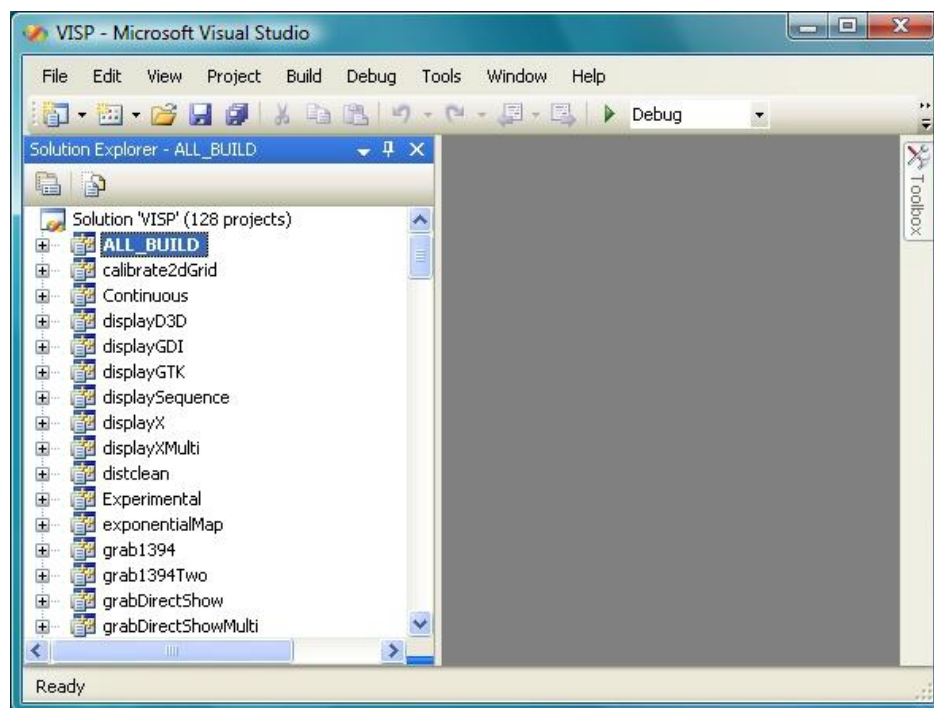 VISP - Microsoft Visual Studio
File Edit View Project Build Debug Tools Window Help
Debug
Solution Explorer - ALL_BUILD
Toolbox
Solution 'VISP' (128 projects)
ALL_BUILD
calibrate2dGrid
Continuous
displayD3D
displayGDI
displayGTK
displaySequence
displayX
displayXMulti
distclean
Experimental
exponentialMap
grab1394
grab1394Two
grabDirectShow
grabDirectShowMulti
Ready